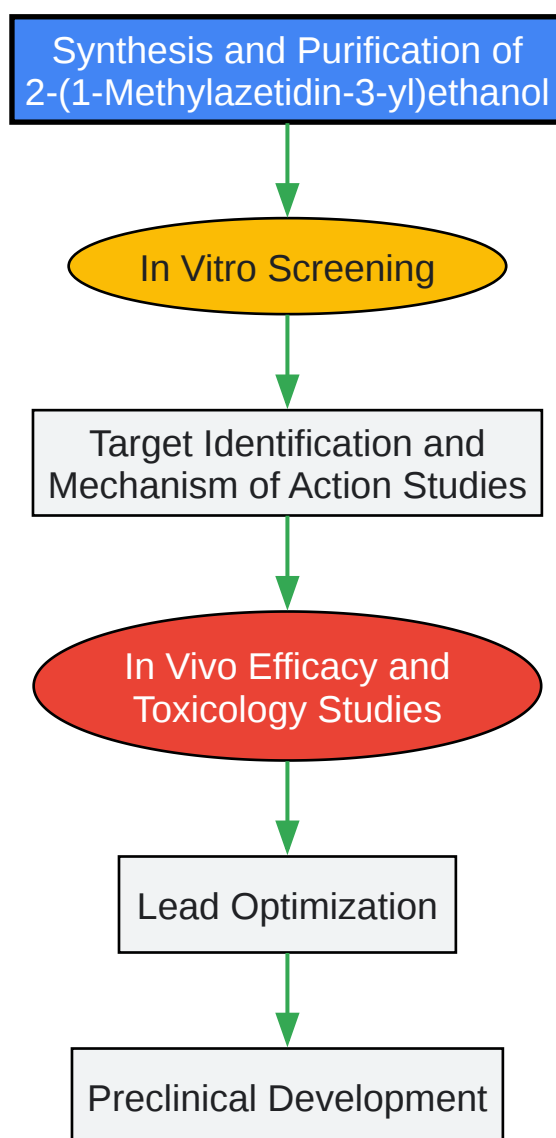 Synthesis and Purification of
2-(1-Methylazetidin-3-yl)ethanol
In Vitro Screening
Target Identification and
Mechanism of Action Studies
In Vivo Efficacy and
Toxicology Studies
Lead Optimization
Preclinical Development